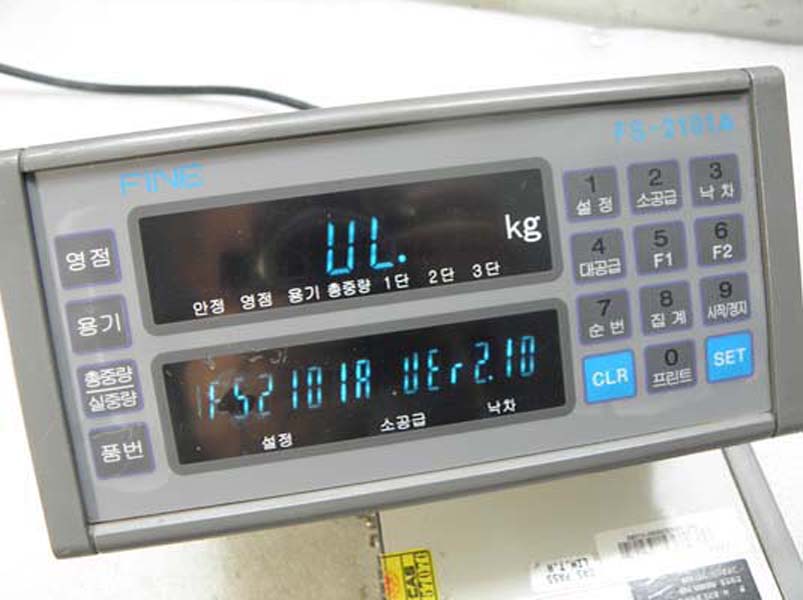 FS-2101A
FINE
UL. kg
안정 영점 용기 총중량 1단 2단 3단
FS2101A VEr2.10
설정 소공급 낙차
영점
용기
총중량
실중량
품번
1 설정
2 소공급
3 낙차
4 대공급
5 F1
6 F2
7 순번
8 집계
9 시작/정지
CLR
0 프린트
SET
CAS
CAS PASS